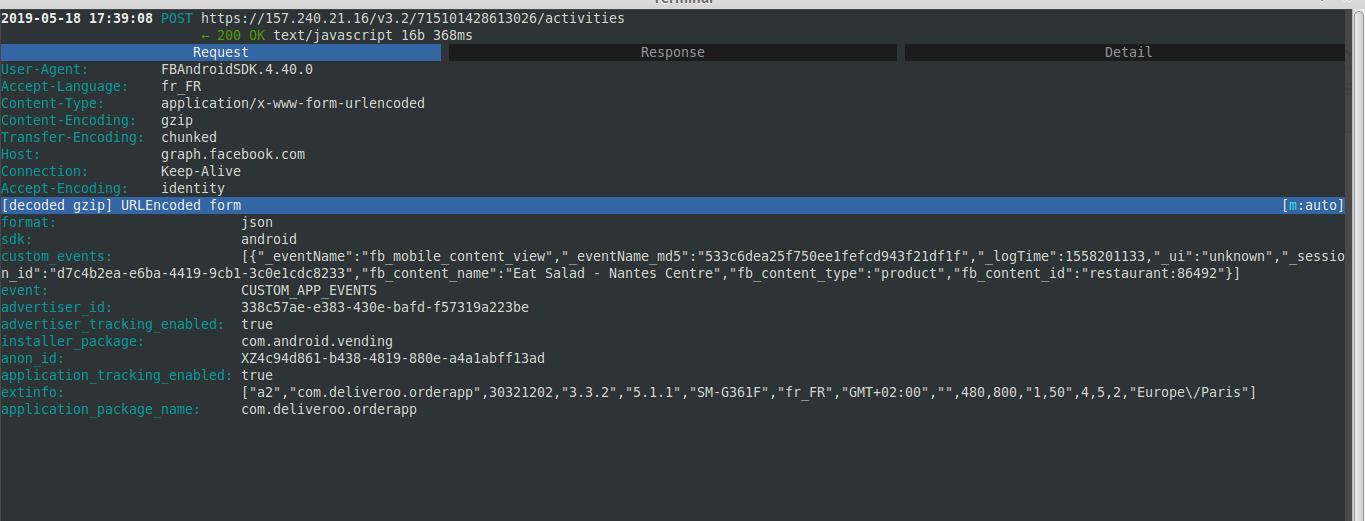 Terminal
2019-05-18 17:39:08 POST https://157.240.21.16/v3.2/715101428613026/activities
← 200 OK text/javascript 16b 368ms
Request Response Detail
User-Agent: FBAndroidSDK.4.40.0
Accept-Language: fr_FR
Content-Type: application/x-www-form-urlencoded
Content-Encoding: gzip
Transfer-Encoding: chunked
Host: graph.facebook.com
Connection: Keep-Alive
Accept-Encoding: identity
[decoded gzip] URLEncoded form [m:auto]
format: json
sdk: android
custom_events: [{"_eventName":"fb_mobile_content_view","_eventName_md5":"533c6dea25f750ee1fefcd943f21df1f","_logTime":1558201133,"_ui":"unknown","_sessio
n_id":"d7c4b2ea-e6ba-4419-9cb1-3c0e1cdc8233","fb_content_name":"Eat Salad - Nantes Centre","fb_content_type":"product","fb_content_id":"restaurant:86492"}]
event: CUSTOM_APP_EVENTS
advertiser_id: 338c57ae-e383-430e-bafd-f57319a223be
advertiser_tracking_enabled: true
installer_package: com.android.vending
anon_id: XZ4c94d861-b438-4819-880e-a4a1abff13ad
application_tracking_enabled: true
extinfo: ["a2","com.deliveroo.orderapp",30321202,"3.3.2","5.1.1","SM-G361F","fr_FR","GMT+02:00","",480,800,"1,50",4,5,2,"Europe\/Paris"]
application_package_name: com.deliveroo.orderapp